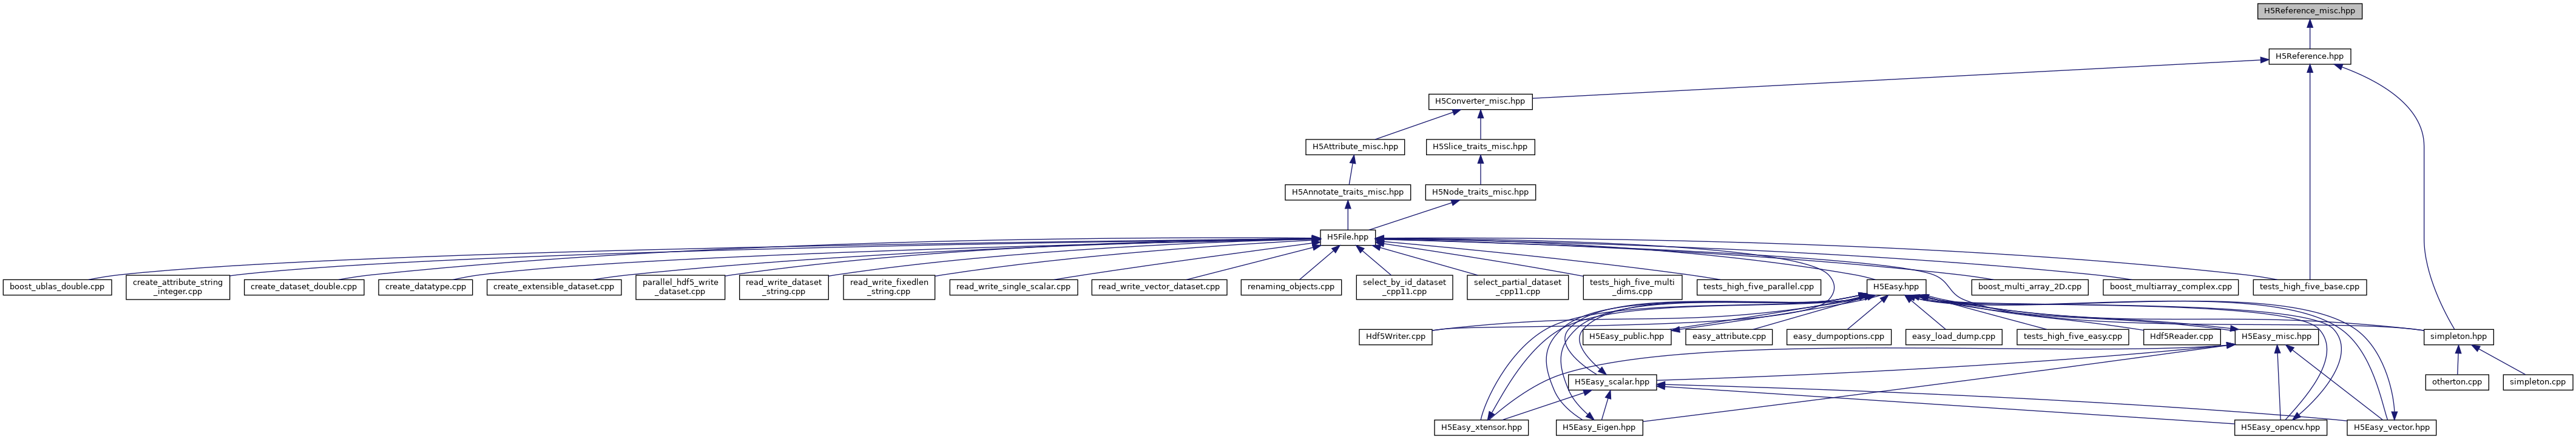 H5Reference_misc.hpp
H5Reference.hpp
H5Converter_misc.hpp
H5Attribute_misc.hpp
H5Slice_traits_misc.hpp
H5Annotate_traits_misc.hpp
H5Node_traits_misc.hpp
H5File.hpp
boost_ublas_double.cpp
create_attribute_string
_integer.cpp
create_dataset_double.cpp
create_datatype.cpp
create_extensible_dataset.cpp
parallel_hdf5_write
_dataset.cpp
read_write_dataset
_string.cpp
read_write_fixedlen
_string.cpp
read_write_single_scalar.cpp
read_write_vector_dataset.cpp
renaming_objects.cpp
select_by_id_dataset
_cpp11.cpp
select_partial_dataset
_cpp11.cpp
tests_high_five_multi
_dims.cpp
tests_high_five_parallel.cpp
H5Easy.hpp
boost_multi_array_2D.cpp
boost_multiarray_complex.cpp
tests_high_five_base.cpp
Hdf5Writer.cpp
H5Easy_public.hpp
easy_attribute.cpp
easy_dumpoptions.cpp
easy_load_dump.cpp
tests_high_five_easy.cpp
Hdf5Reader.cpp
H5Easy_misc.hpp
simpleton.hpp
H5Easy_scalar.hpp
otherton.cpp
simpleton.cpp
H5Easy_xtensor.hpp
H5Easy_Eigen.hpp
H5Easy_opencv.hpp
H5Easy_vector.hpp